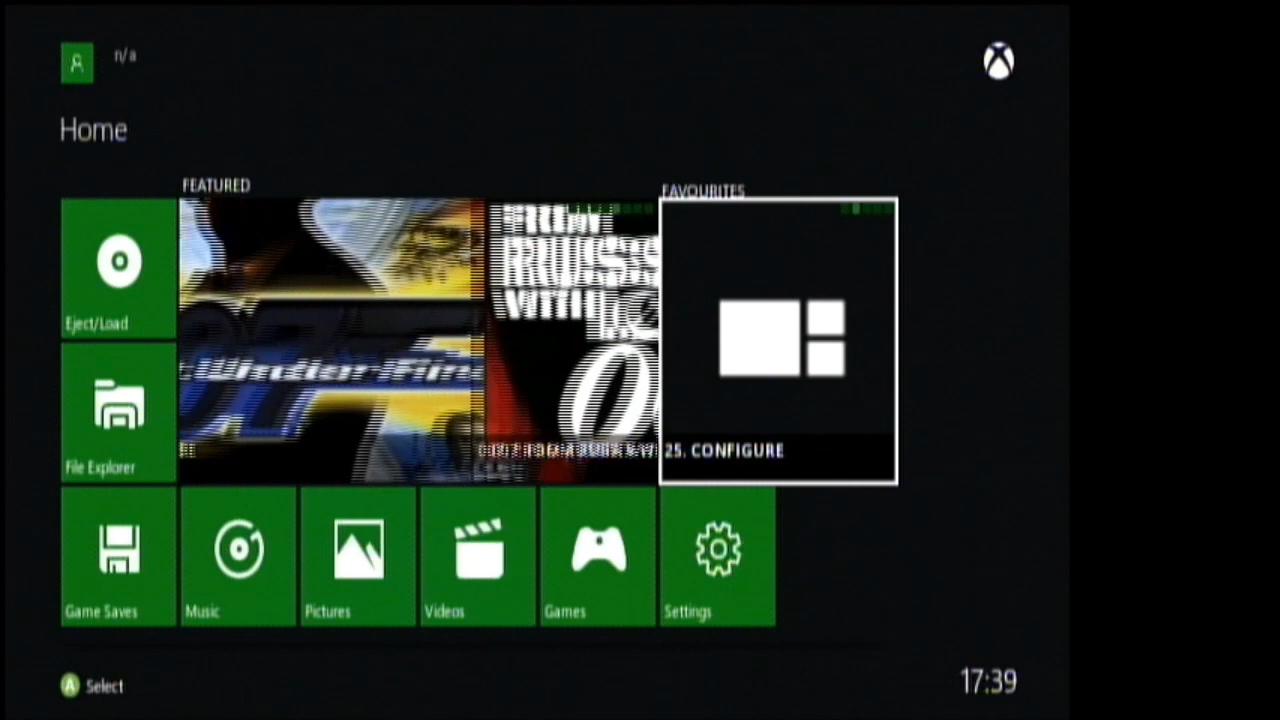 n/a
Home
FEATURED
FAVOURITES
Eject/Load
WITH
25. CONFIGURE
File Explorer
Game Saves
Music
Pictures
Videos
Games
Settings
A Select
17:39